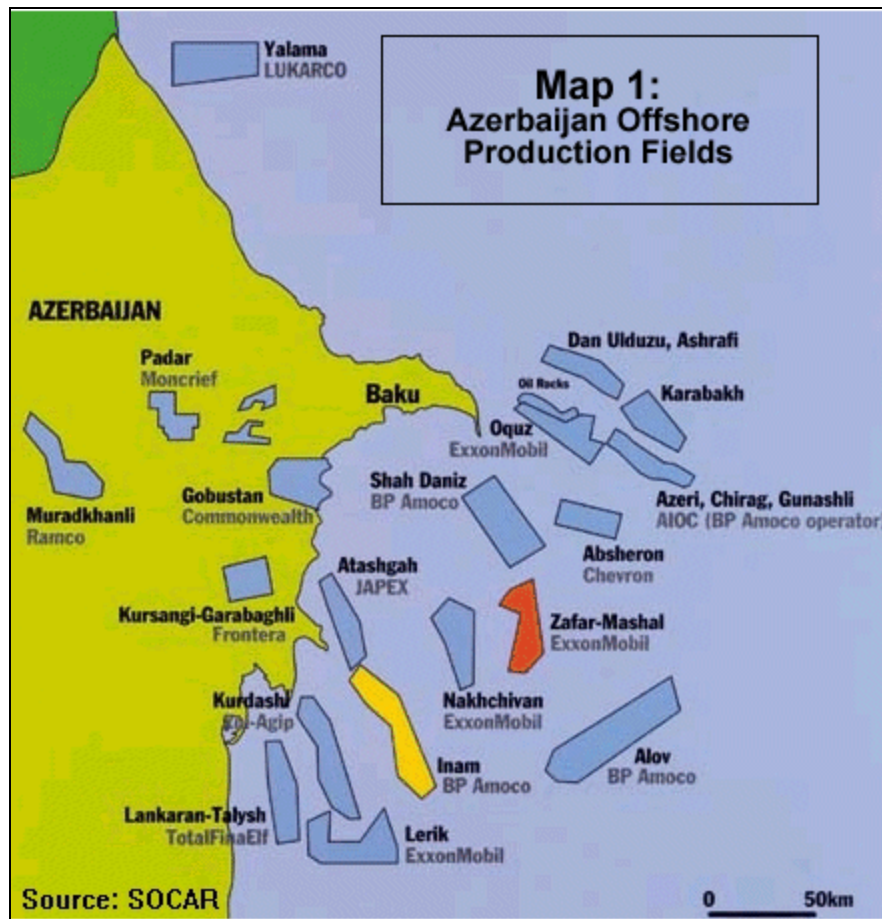 Yalama
LUKARCO
Map 1:
Azerbaijan Offshore
Production Fields
AZERBAIJAN
Dan Ulduzu, Ashrafi
Padar
Moncrief
Baku
Oil Rocks
Karabakh
Oquz
ExxonMobil
Shah Daniz
BP Amoco
Gobustan
Commonwealth
Azeri, Chirag, Gunashli
AIOC (BP Amoco operator)
Muradkhanli
Ramco
Absheron
Chevron
Atashgah
JAPEX
Kursangi-Garabaghli
Frontera
Zafar-Mashal
ExxonMobil
Kurdashi
Eni-Agip
Nakhchivan
ExxonMobil
Inam
BP Amoco
Alov
BP Amoco
Lankaran-Talysh
TotalFinaElf
Lerik
ExxonMobil
Source: SOCAR
0 50km